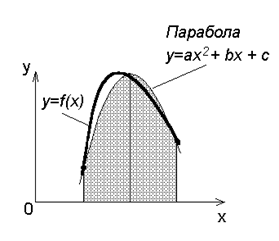 Парабола
y=ax²+ bx + c
y
y=f(x)
0
x